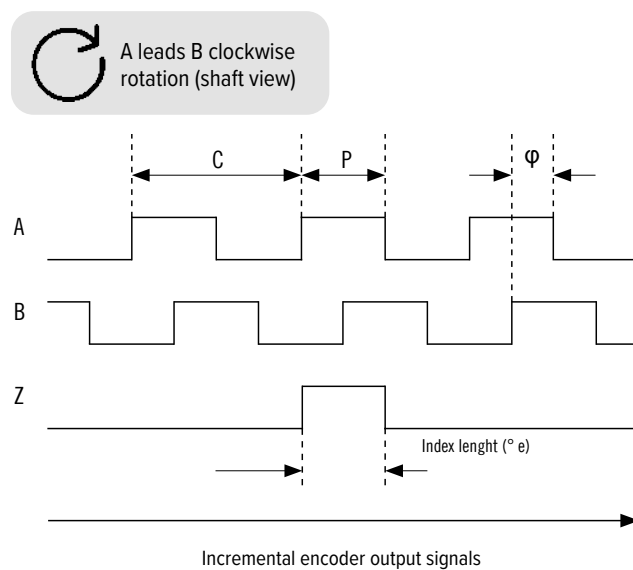 A leads B clockwise
rotation (shaft view)
C
P
φ
A
B
Z
Index lenght (° e)
Incremental encoder output signals